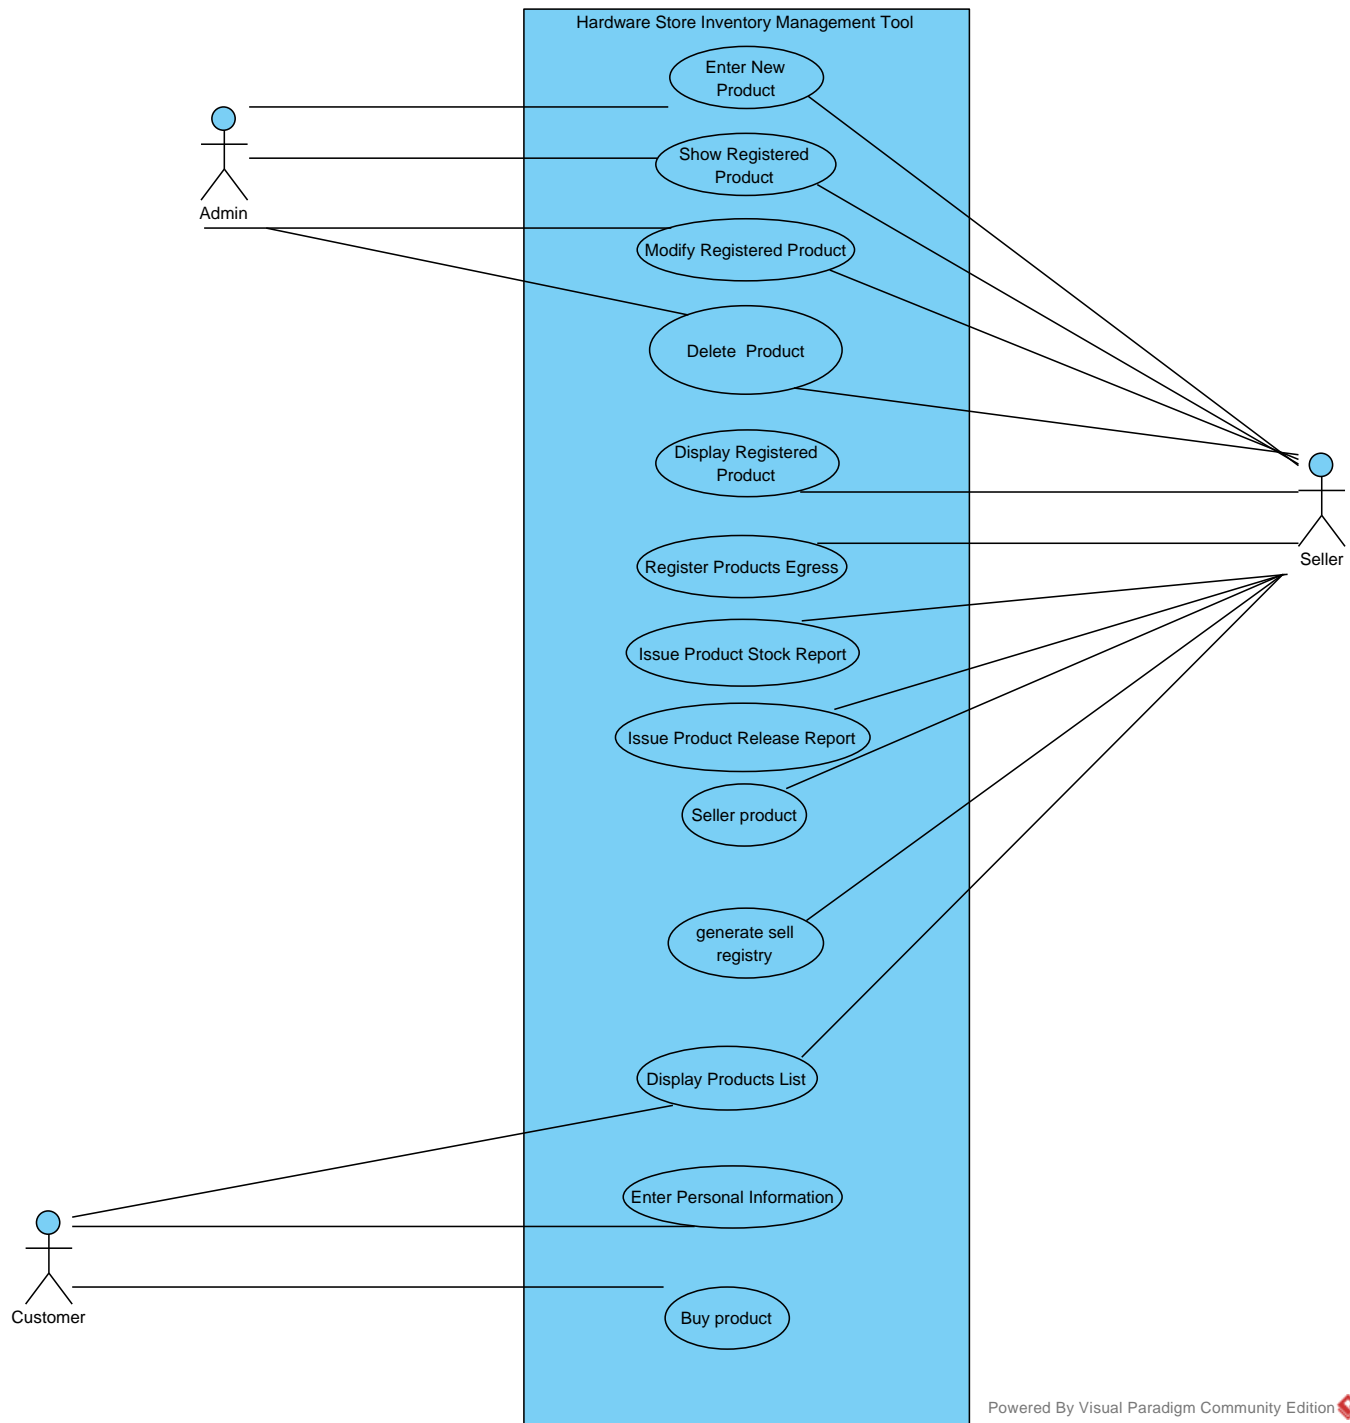 Hardware Store Inventory Management Tool
Enter New
Product
Show Registered
Product
Admin
Modify Registered Product
Delete Product
Display Registered
Product
Seller
Register Products Egress
Issue Product Stock Report
Issue Product Release Report
Seller product
generate sell
registry
Display Products List
Enter Personal Information
Customer
Buy product
Powered By Visual Paradigm Community Edition